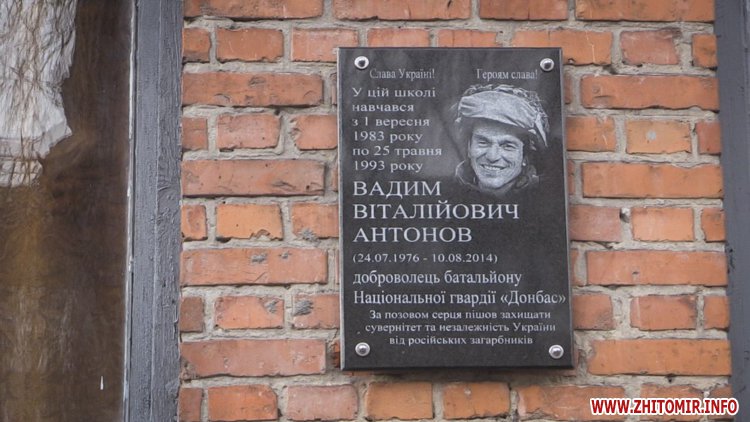 Слава Україні! Героям слава!
У цій школі
навчався
з 1 вересня
1983 року
по 25 травня
1993 року
ВАДИМ
ВІТАЛІЙОВИЧ
АНТОНОВ
(24.07.1976 - 10.08.2014)
доброволець батальйону
Національної гвардії «Донбас»
За позовом серця пішов захищати
сувернітет та незалежність України
від російських загарбників
WWW.ZHITOMIR.INFO